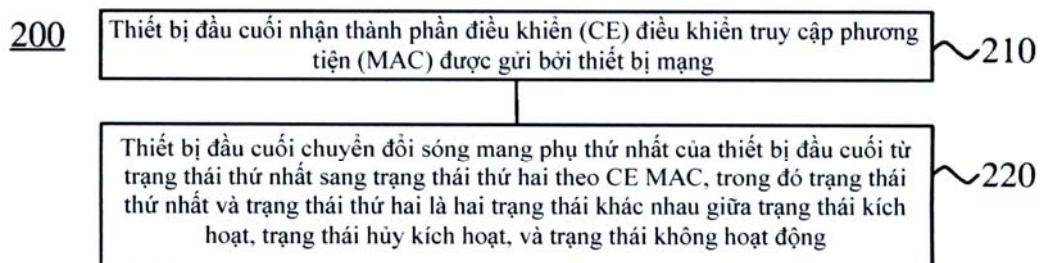 200
Thiết bị đầu cuối nhận thành phần điều khiển (CE) điều khiển truy cập phương
tiện (MAC) được gửi bởi thiết bị mạng
210
Thiết bị đầu cuối chuyển đổi sóng mang phụ thứ nhất của thiết bị đầu cuối từ
trạng thái thứ nhất sang trạng thái thứ hai theo CE MAC, trong đó trạng thái
thứ nhất và trạng thái thứ hai là hai trạng thái khác nhau giữa trạng thái kích
hoạt, trạng thái hủy kích hoạt, và trạng thái không hoạt động
220